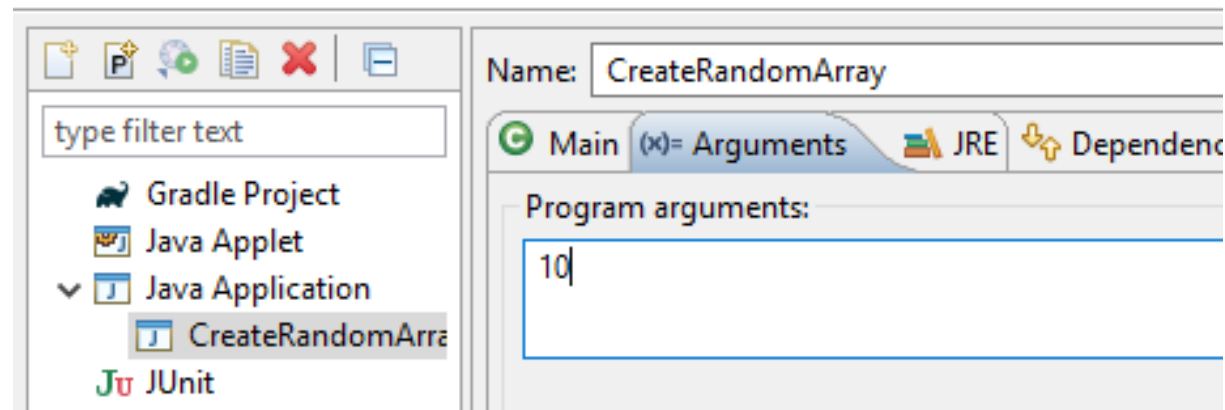 type filter text
Gradle Project
Java Applet
Java Application
CreateRandomArra
Ju JUnit
Name: CreateRandomArray
Main (x)= Arguments JRE Dependenc
Program arguments:
10